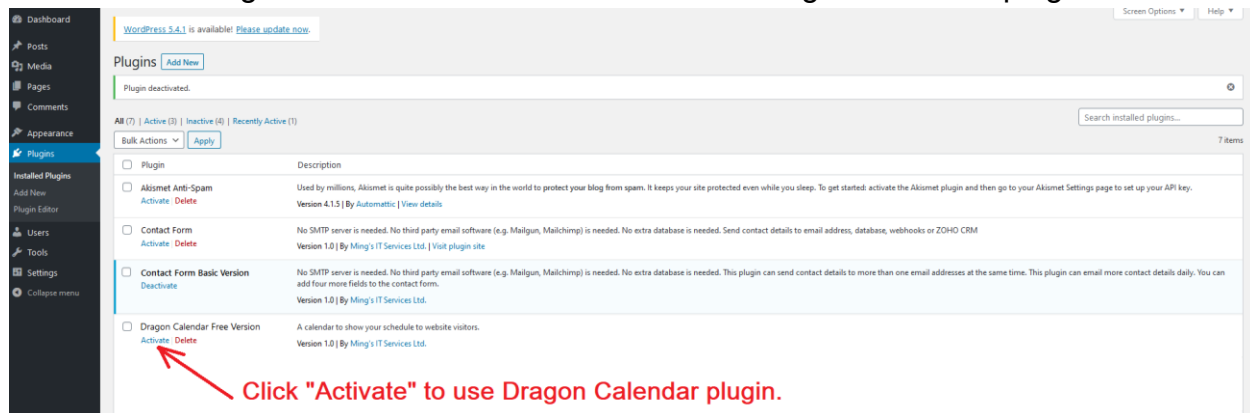 Dashboard
Posts
Media
Pages
Comments
Appearance
Plugins
Installed Plugins
Add New
Plugin Editor
Users
Tools
Settings
Collapse menu
Screen Options ▼ Help ▼
WordPress 5.4.1 is available! Please update now.
Plugins Add New
Plugin deactivated.
All (7) | Active (3) | Inactive (4) | Recently Active (1)
Search installed plugins...
Bulk Actions Apply
7 items
Plugin Description
Akismet Anti-Spam
Activate | Delete
Used by millions, Akismet is quite possibly the best way in the world to protect your blog from spam. It keeps your site protected even while you sleep. To get started: activate the Akismet plugin and then go to your Akismet Settings page to set up your API key.
Version 4.1.5 | By Automattic | View details
Contact Form
Activate | Delete
No SMTP server is needed. No third party email software (e.g. Mailgun, Mailchimp) is needed. No extra database is needed. Send contact details to email address, database, webhooks or ZOHO CRM
Version 1.0 | By Ming's IT Services Ltd. | Visit plugin site
Contact Form Basic Version
Deactivate
No SMTP server is needed. No third party email software (e.g. Mailgun, Mailchimp) is needed. No extra database is needed. This plugin can send contact details to more than one email addresses at the same time. This plugin can email more contact details daily. You can
add four more fields to the contact form.
Version 1.0 | By Ming's IT Services Ltd.
Dragon Calendar Free Version
Activate | Delete
A calendar to show your schedule to website visitors.
Version 1.0 | By Ming's IT Services Ltd.
Click "Activate" to use Dragon Calendar plugin.